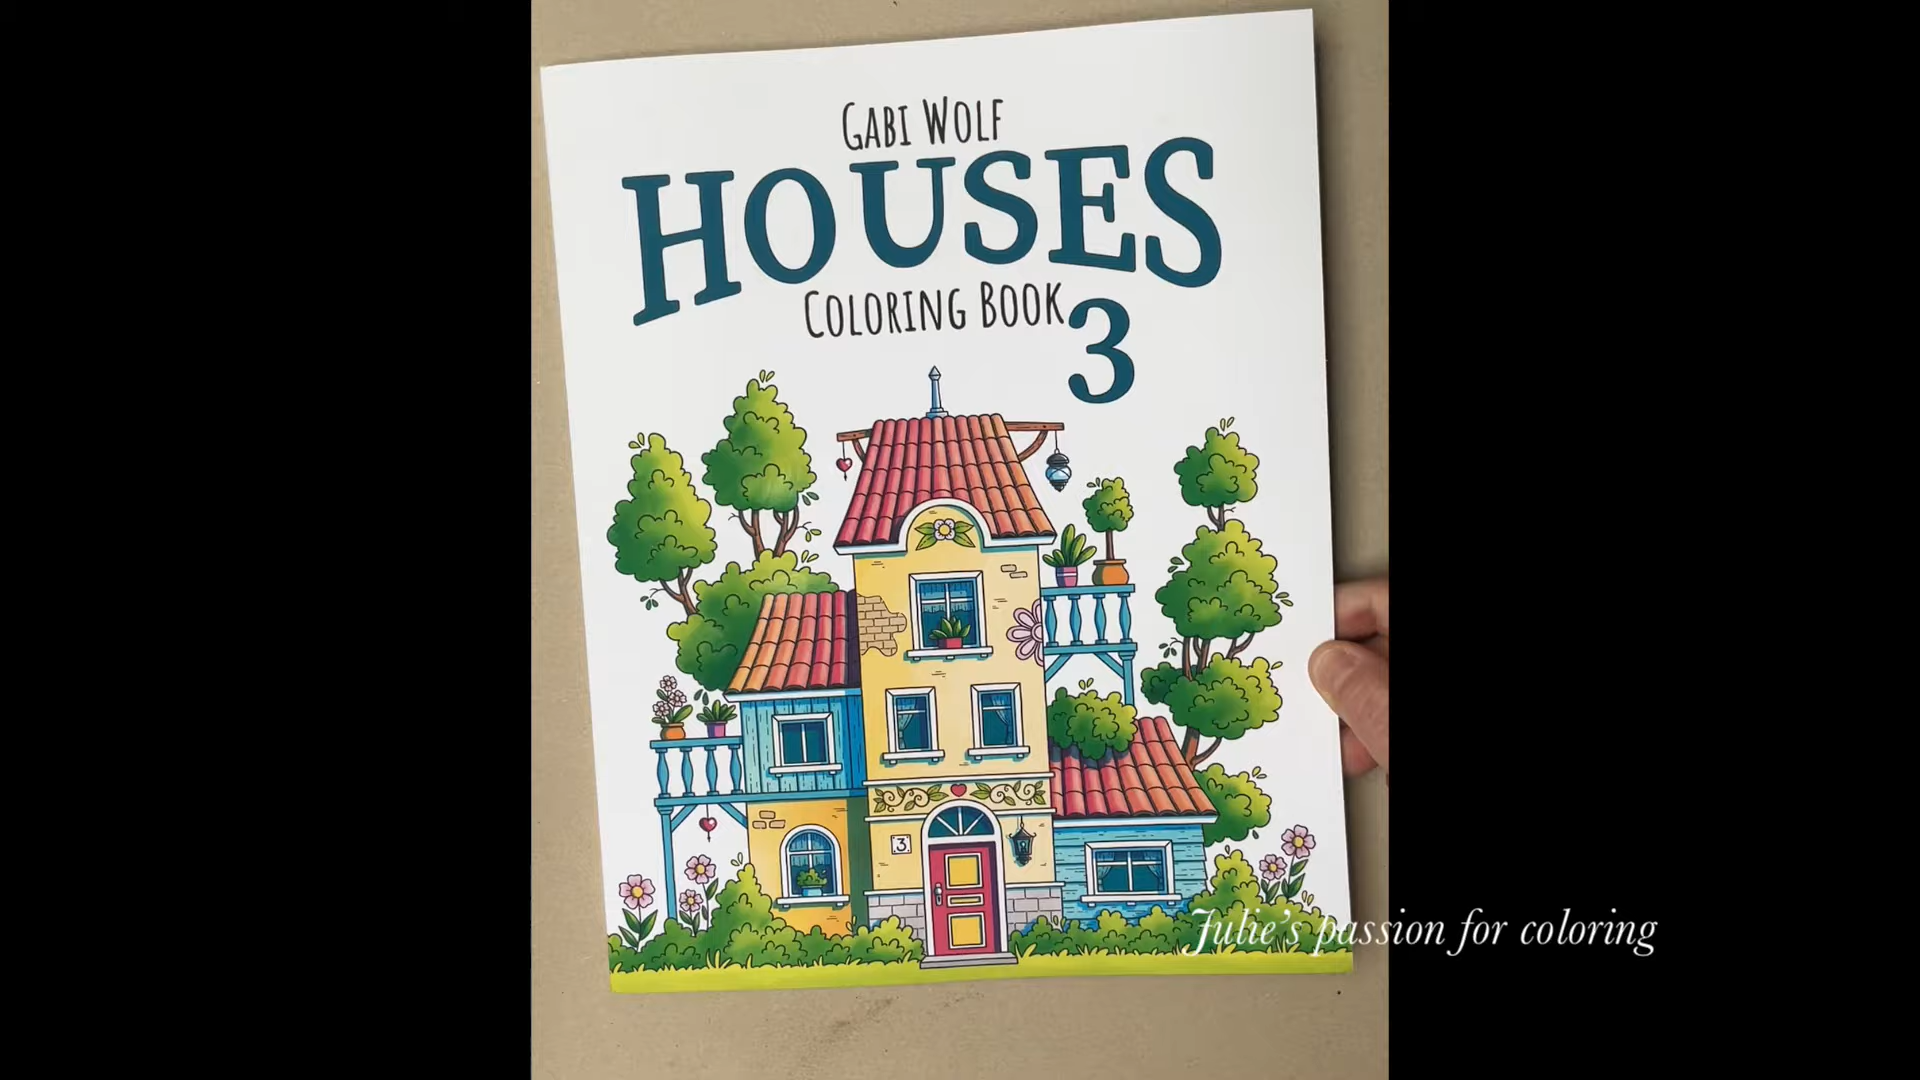 GABI WOLF
HOUSES
COLORING BOOK
3
3
Julie's passion for coloring